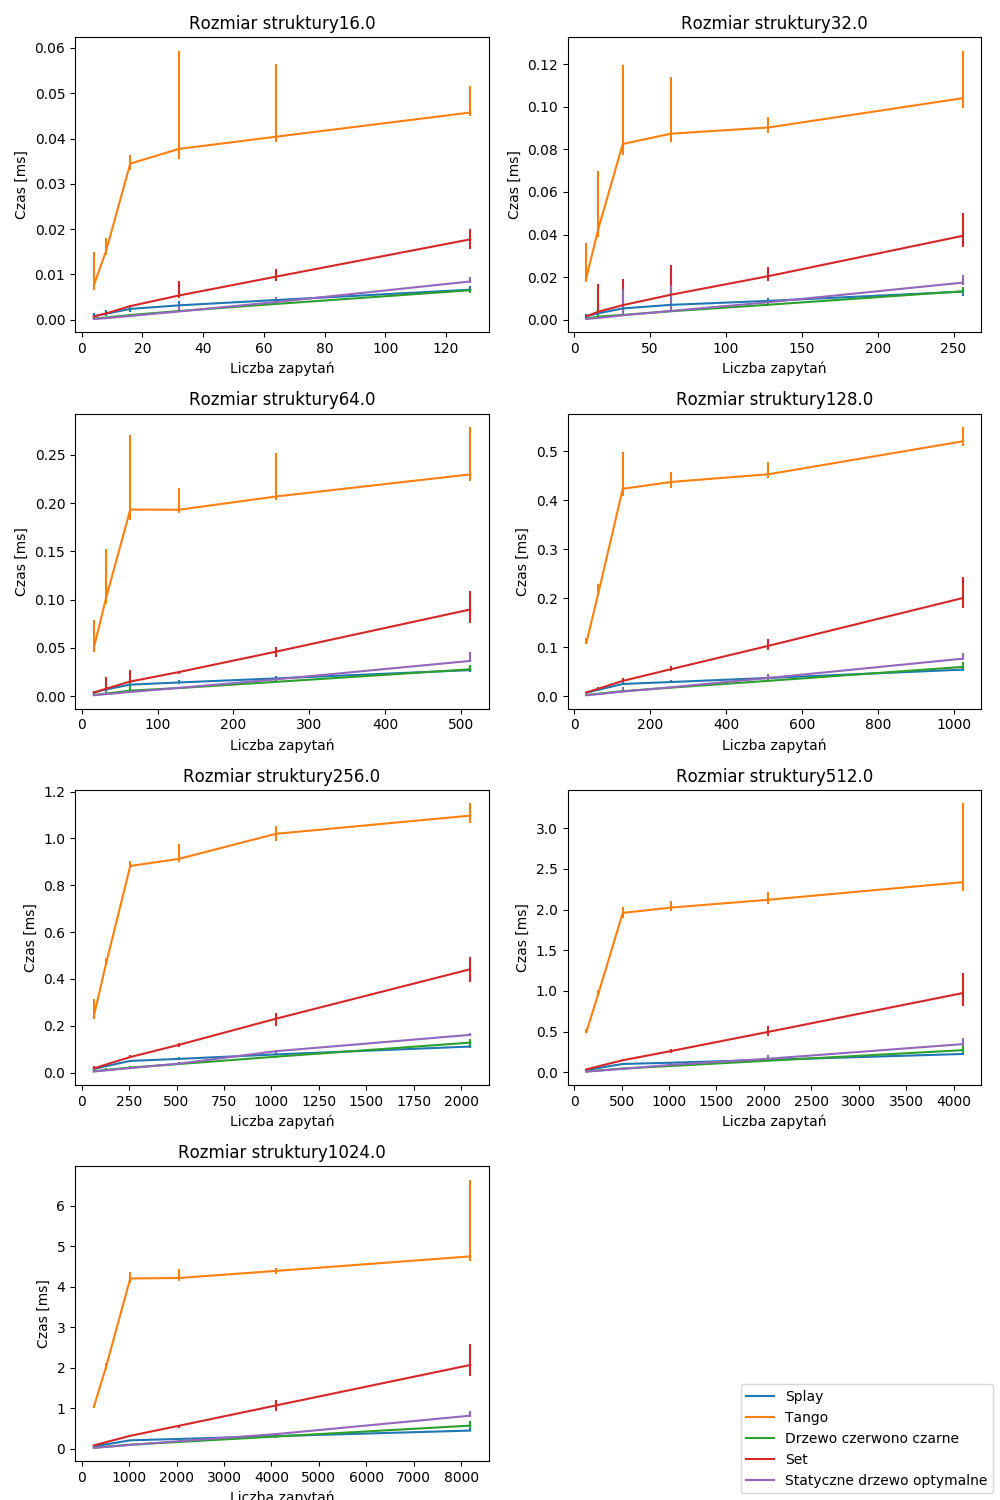 Rozmiar struktury16.0
0.06
0.05
0.04
0.03
0.02
0.01
0.00
Czas [ms]
0 20 40 60 80 100 120
Liczba zapytań
Rozmiar struktury32.0
0.12
0.10
0.08
0.06
0.04
0.02
0.00
Czas [ms]
0 50 100 150 200 250
Liczba zapytań
Rozmiar struktury64.0
0.25
0.20
0.15
0.10
0.05
0.00
Czas [ms]
0 100 200 300 400 500
Liczba zapytań
Rozmiar struktury128.0
0.5
0.4
0.3
0.2
0.1
0.0
Czas [ms]
0 200 400 600 800 1000
Liczba zapytań
Rozmiar struktury256.0
1.2
1.0
0.8
0.6
0.4
0.2
0.0
Czas [ms]
0 250 500 750 1000 1250 1500 1750 2000
Liczba zapytań
Rozmiar struktury512.0
3.0
2.5
2.0
1.5
1.0
0.5
0.0
Czas [ms]
0 500 1000 1500 2000 2500 3000 3500 4000
Liczba zapytań
Rozmiar struktury1024.0
6
5
4
3
2
1
0
Czas [ms]
0 1000 2000 3000 4000 5000 6000 7000 8000
Liczba zapytań
Splay
Tango
Drzewo czerwono czarne
Set
Statyczne drzewo optymalne